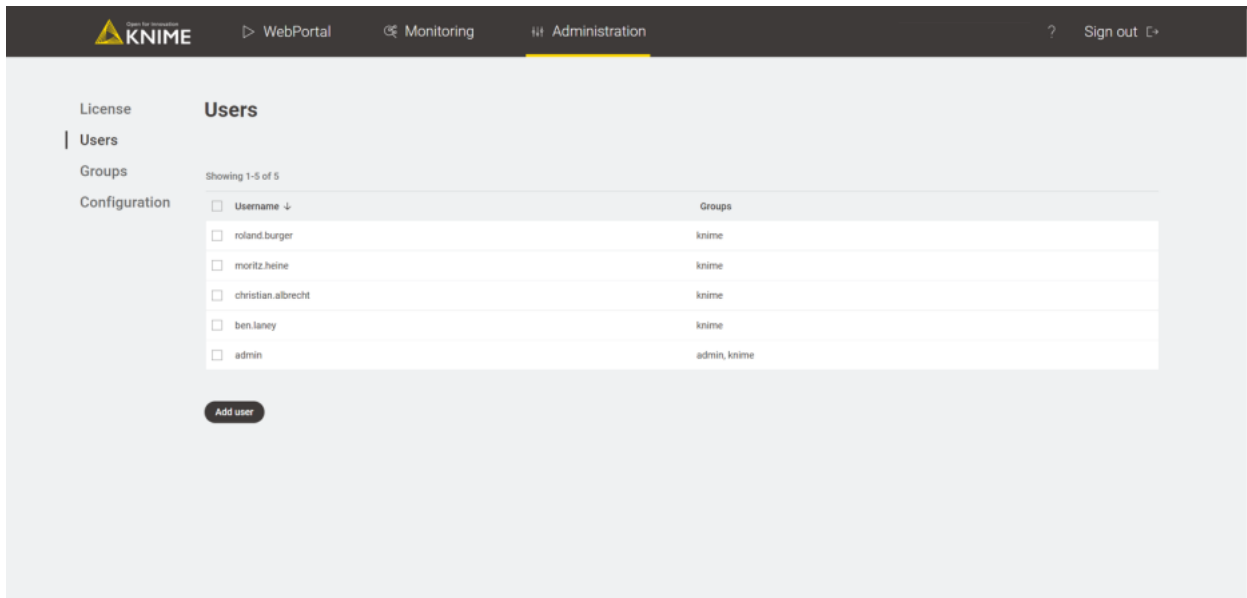 Open for Innovation
KNIME
WebPortal
Monitoring
Administration
?
Sign out
License
Users
Groups
Configuration
Users
Showing 1-5 of 5
Username ↓ Groups
roland.burger knime
moritz.heine knime
christian.albrecht knime
ben.laney knime
admin admin, knime
Add user